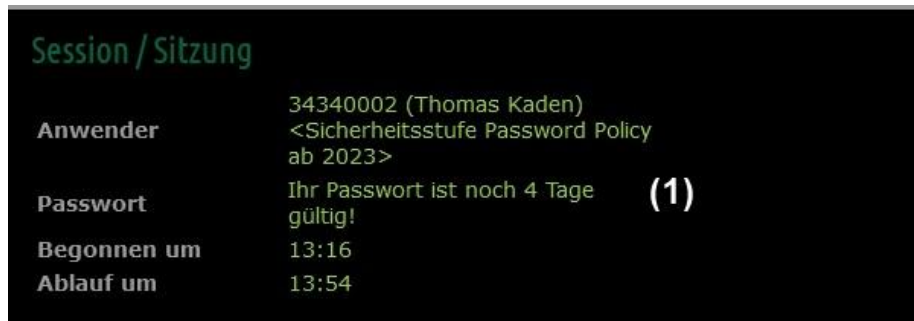 Session / Sitzung
Anwender
34340002 (Thomas Kaden)
<Sicherheitsstufe Password Policy
ab 2023>
Passwort
Ihr Passwort ist noch 4 Tage
gültig!
(1)
Begonnen um 13:16
Ablauf um 13:54